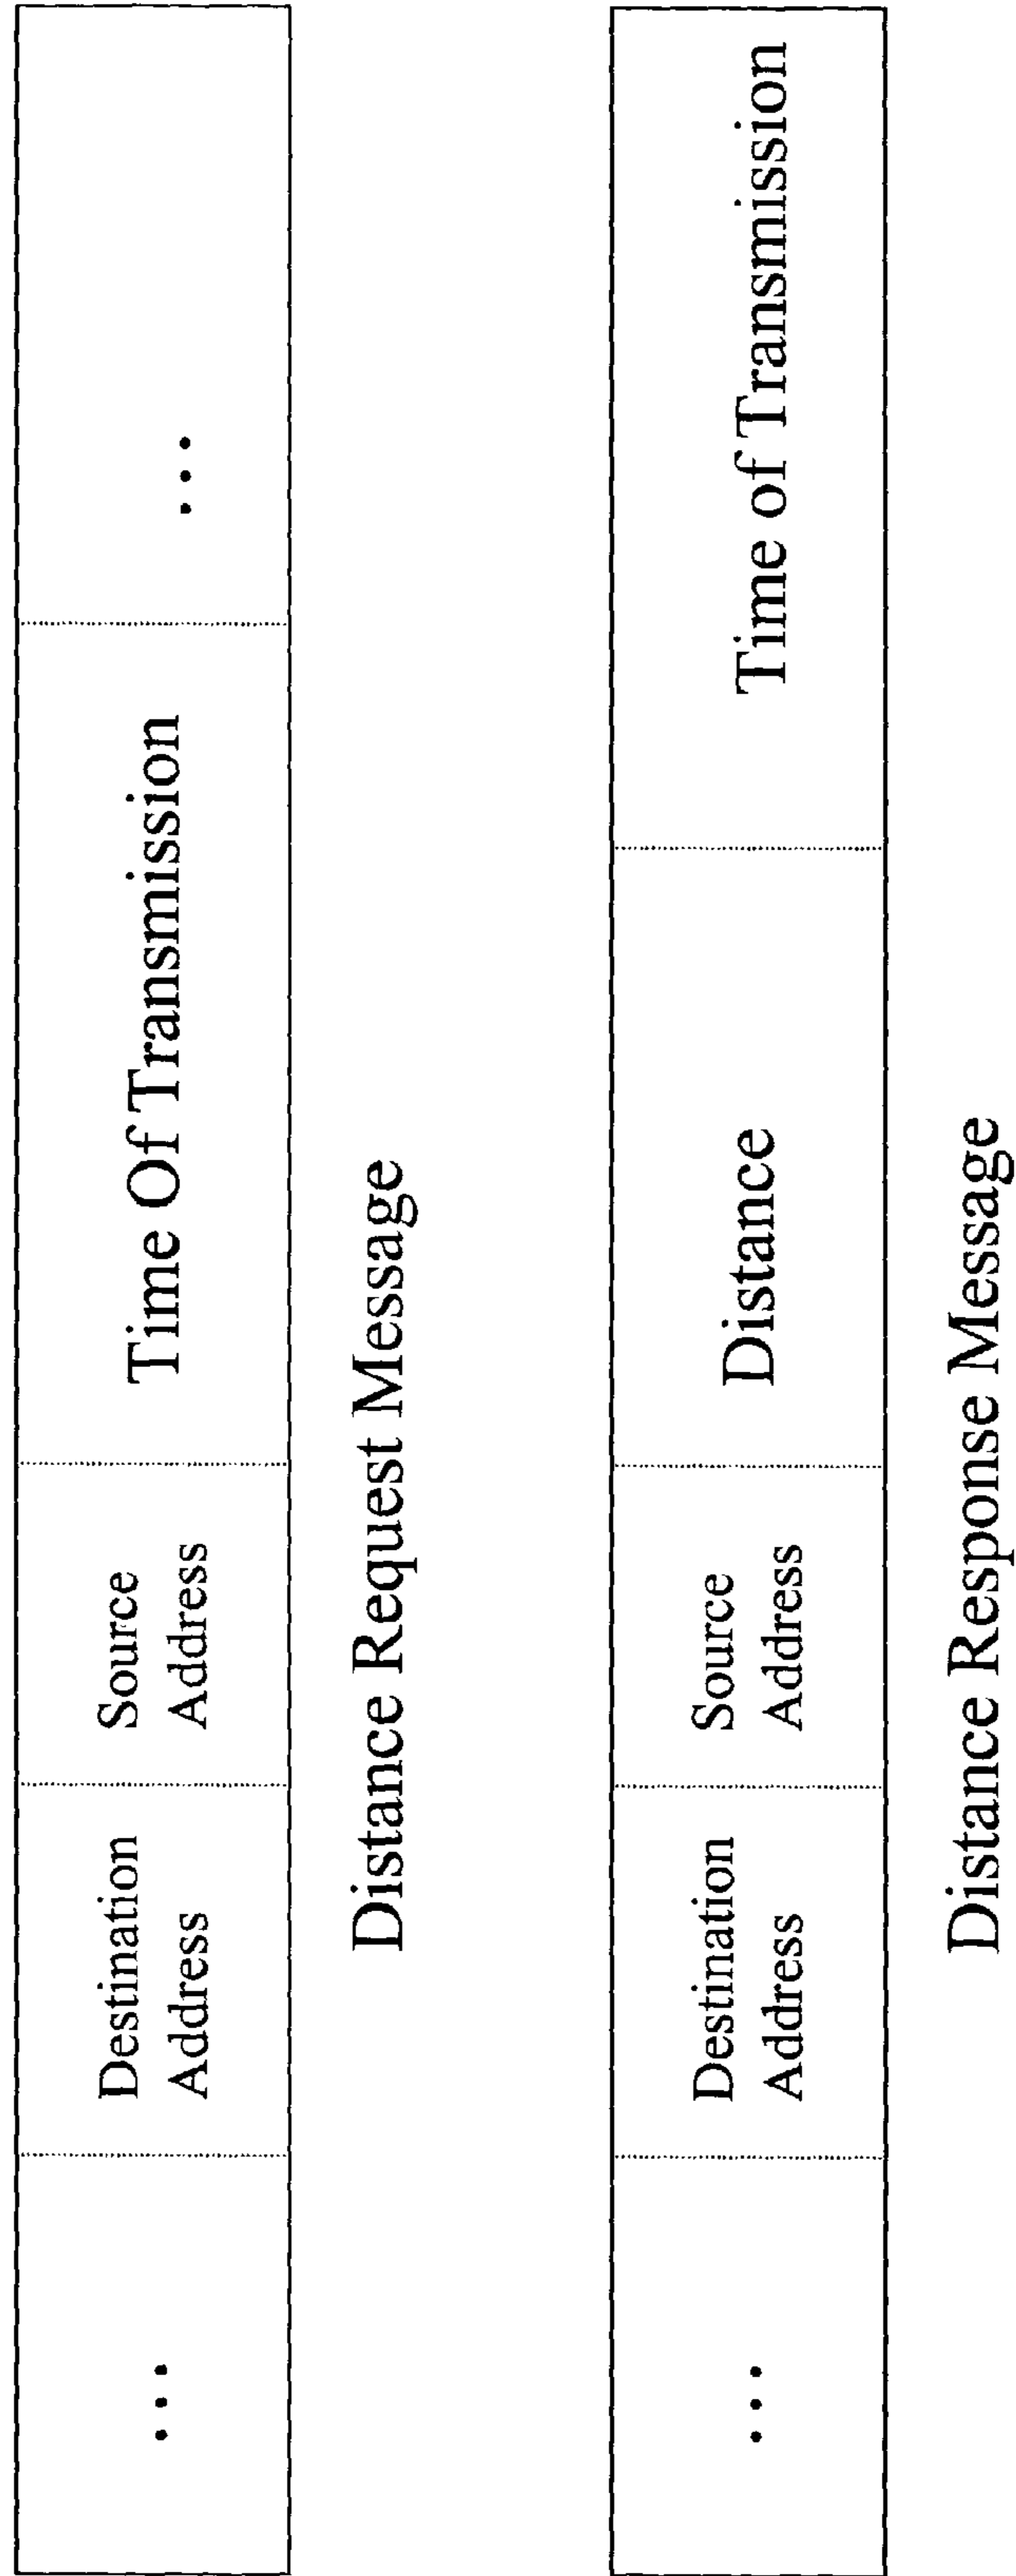 ...
Destination
Address
Source
Address
Time Of Transmission
...
Distance Request Message
...
Destination
Address
Source
Address
Distance
Time of Transmission
Distance Response Message